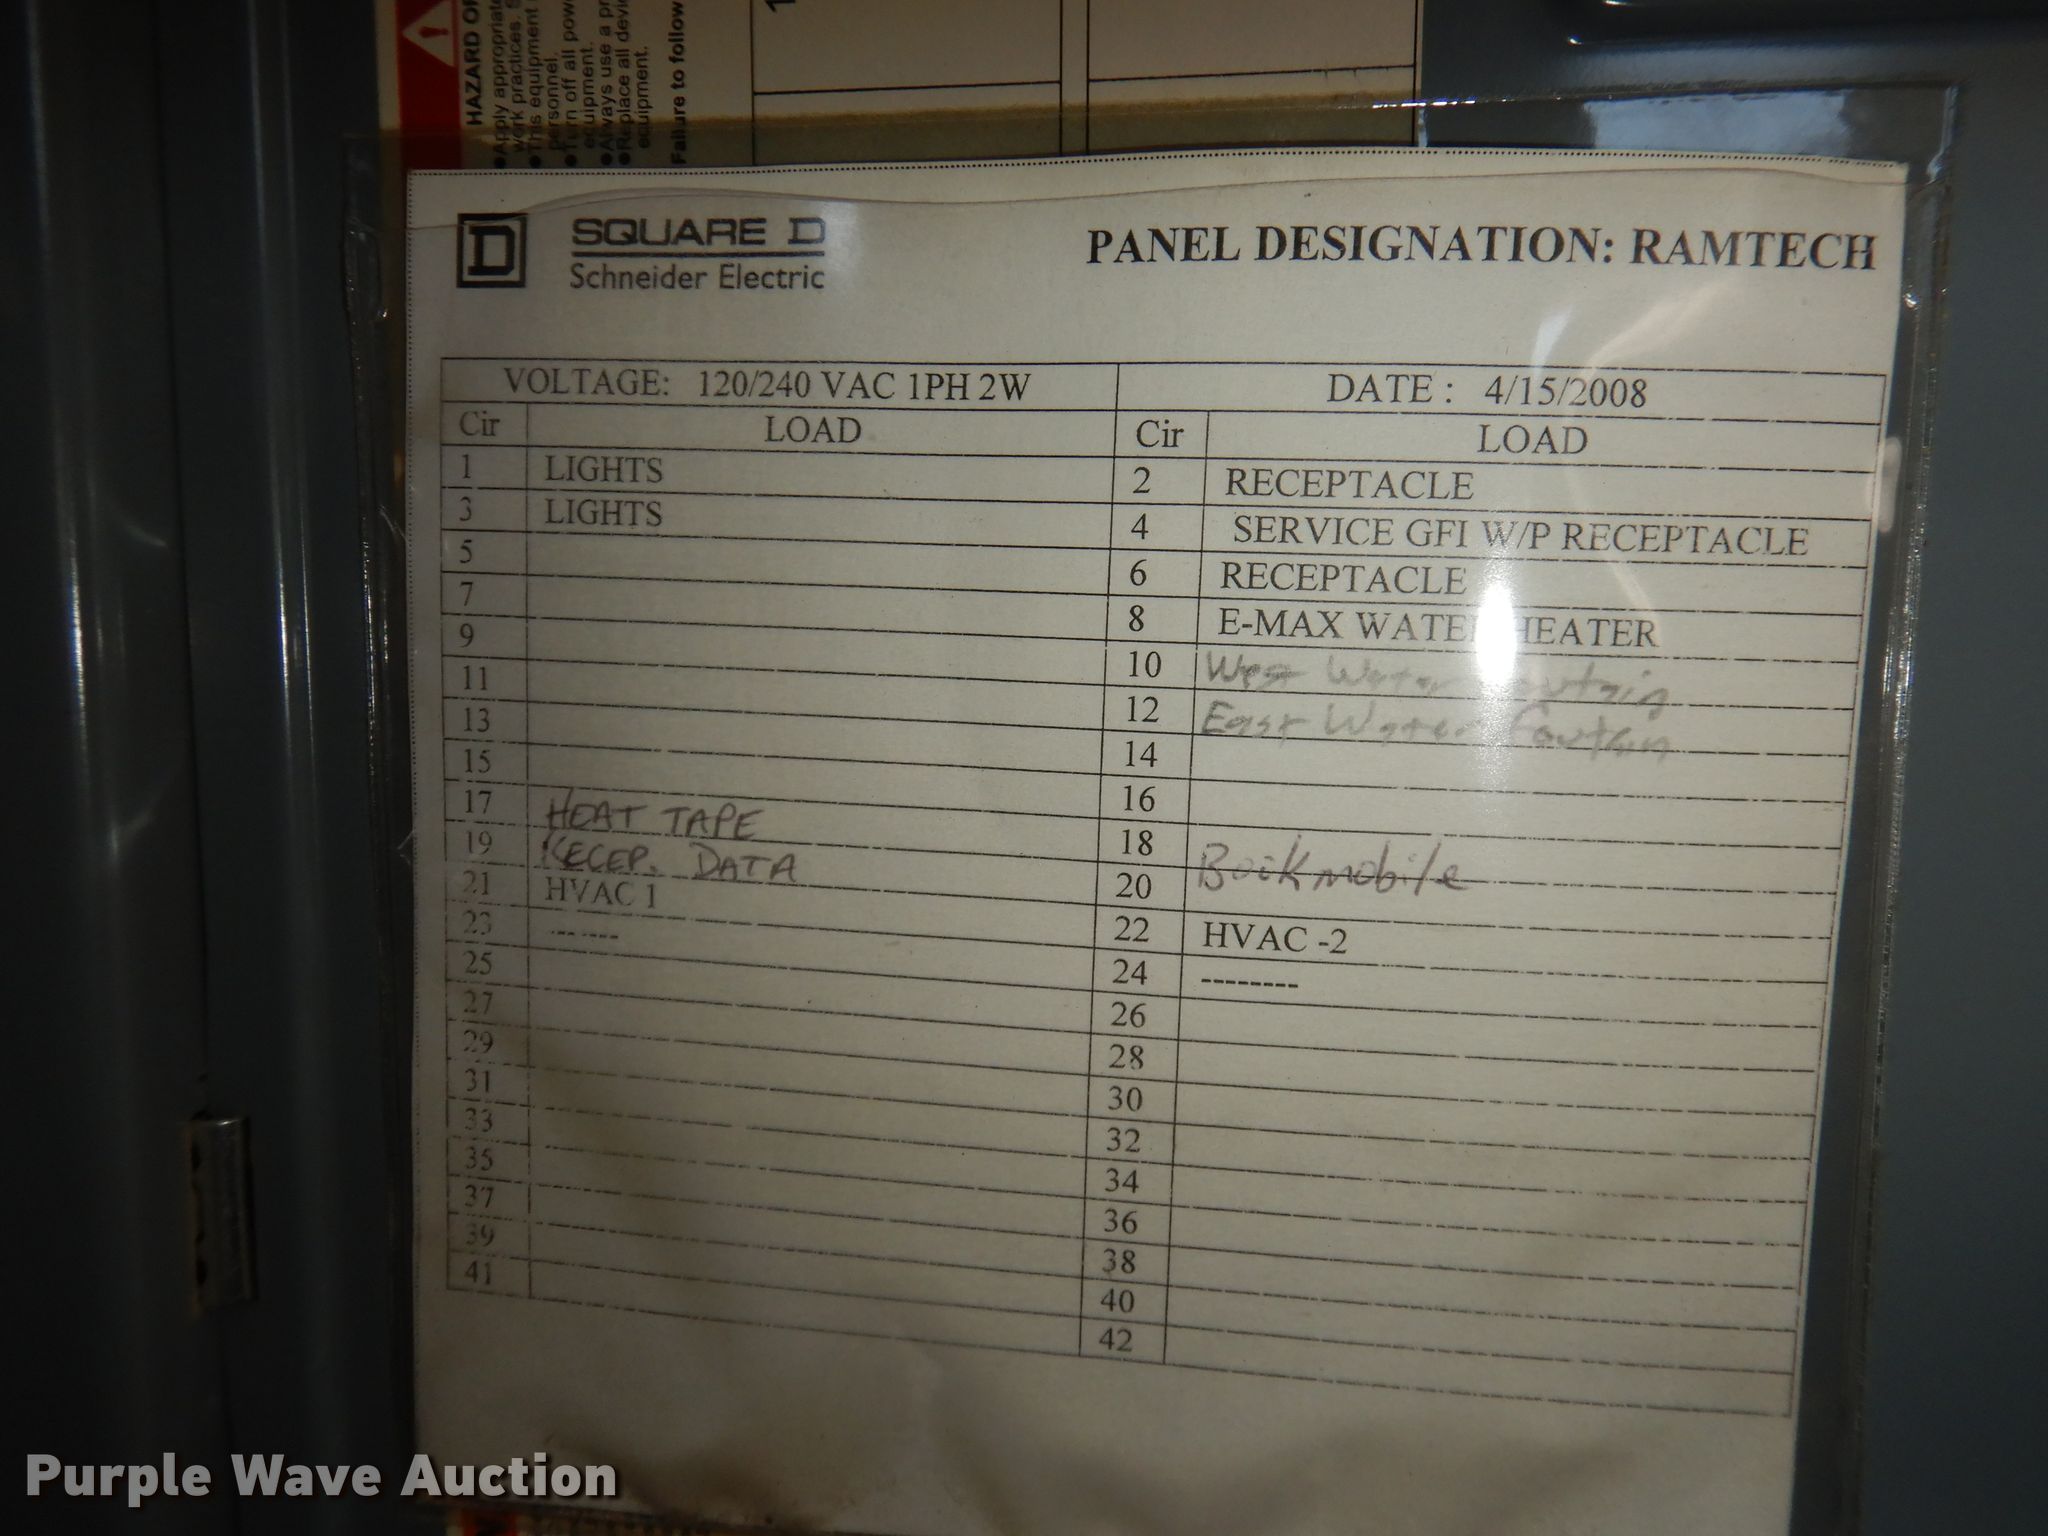 HAZARD OF
●Apply appropriate
work practices. S
●This equipment
personnel.
●Turn off all pow
equipment.
●Always use a pr
●Replace all devi
equipment.
Failure to follow
1
D SQUARE D
Schneider Electric
PANEL DESIGNATION: RAMTECH
VOLTAGE: 120/240 VAC 1PH 2W DATE : 4/15/2008
Cir LOAD Cir LOAD
1 LIGHTS 2 RECEPTACLE
3 LIGHTS 4 SERVICE GFI W/P RECEPTACLE
5 6 RECEPTACLE
7 8 E-MAX WATER HEATER
9 10 West Water Fountain
11 12 East Water Fountain
13 14
15 16
17 HEAT TAPE 18 Bookmobile
19 RECEP. DATA 20
21 HVAC 1 22 HVAC -2
23 ------ 24 --------
25 26
27 28
29 30
31 32
33 34
35 36
37 38
39 40
41 42
Purple Wave Auction